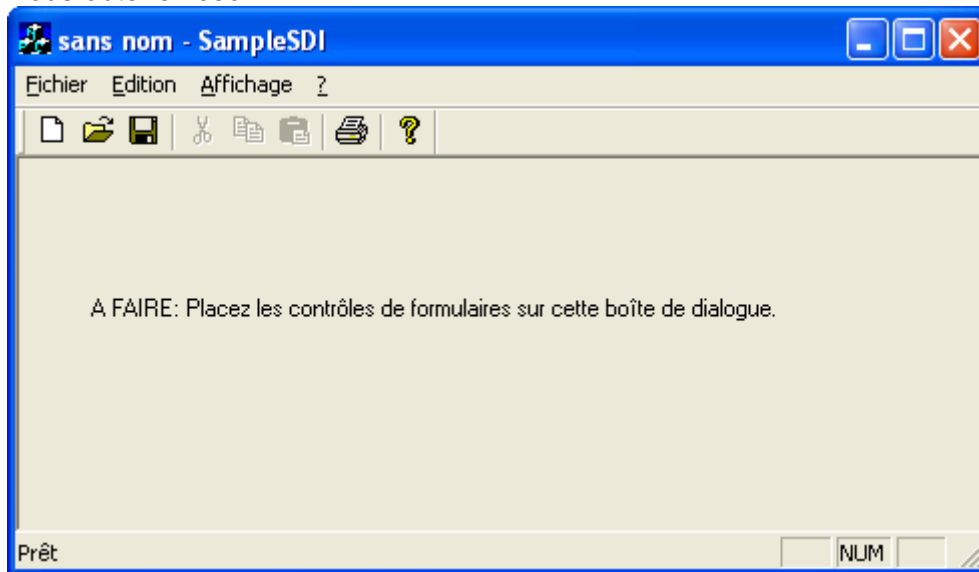 sans nom - SampleSDI
Fichier Edition Affichage ?
A FAIRE: Placez les contrôles de formulaires sur cette boîte de dialogue.
Prêt NUM